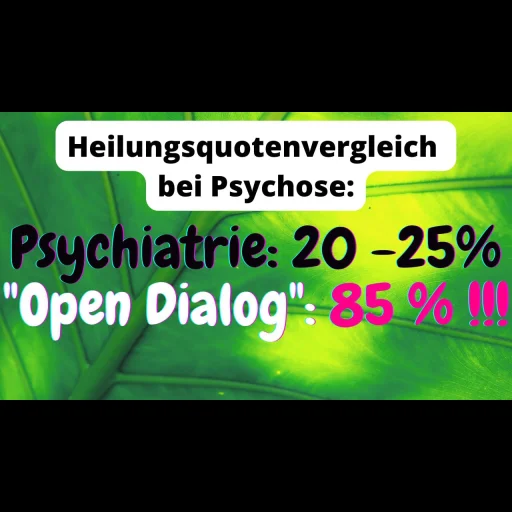 Heilungsquotenvergleich
bei Psychose:
Psychiatrie: 20 -25%
"Open Dialog": 85 % !!!